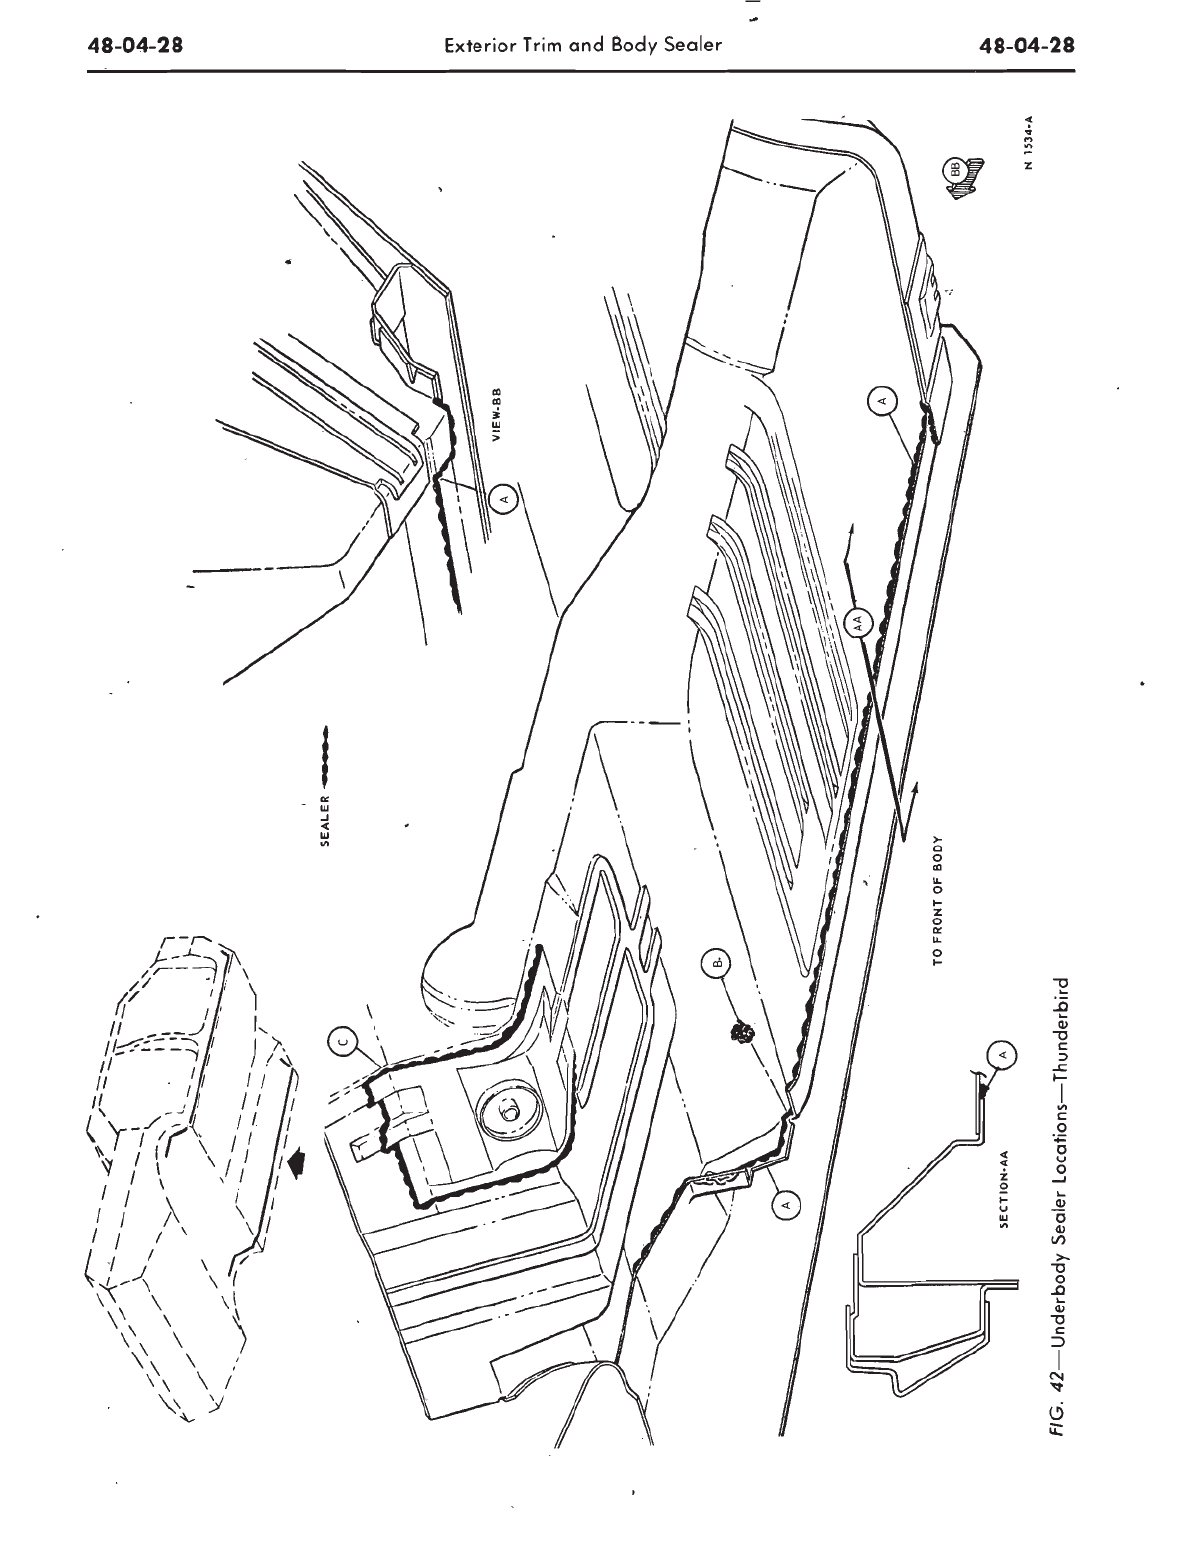 48-04-28
Exterior Trim and Body Sealer
48-04-28
N 1534-A
BB
VIEW-BB
A
A
AA
SEALER
TO FRONT OF BODY
B
C
A
A
SECTION-AA
FIG. 42—Underbody Sealer Locations—Thunderbird